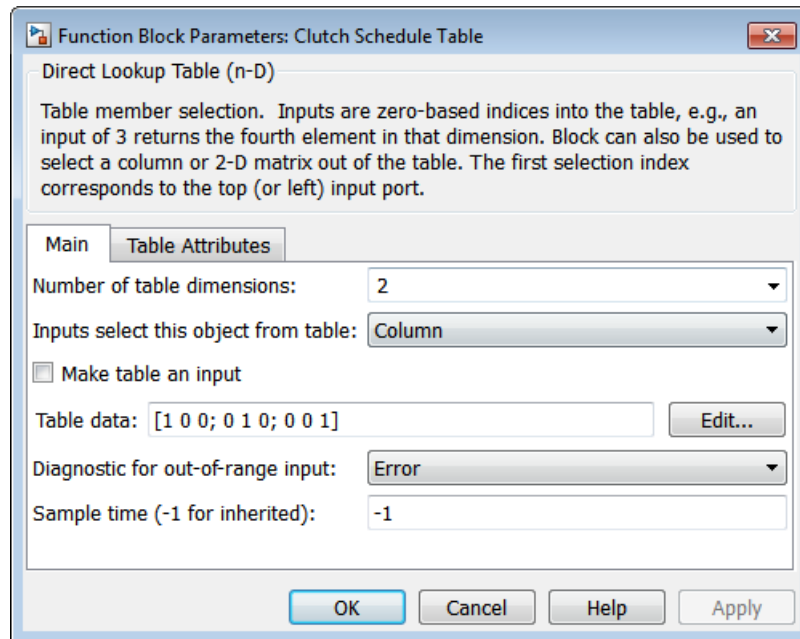 Function Block Parameters: Clutch Schedule Table
Direct Lookup Table (n-D)
Table member selection.  Inputs are zero-based indices into the table, e.g., an
input of 3 returns the fourth element in that dimension. Block can also be used to
select a column or 2-D matrix out of the table. The first selection index
corresponds to the top (or left) input port.
Main Table Attributes
Number of table dimensions: 2
Inputs select this object from table: Column
Make table an input
Table data: [1 0 0; 0 1 0; 0 0 1] Edit...
Diagnostic for out-of-range input: Error
Sample time (-1 for inherited): -1
OK Cancel Help Apply